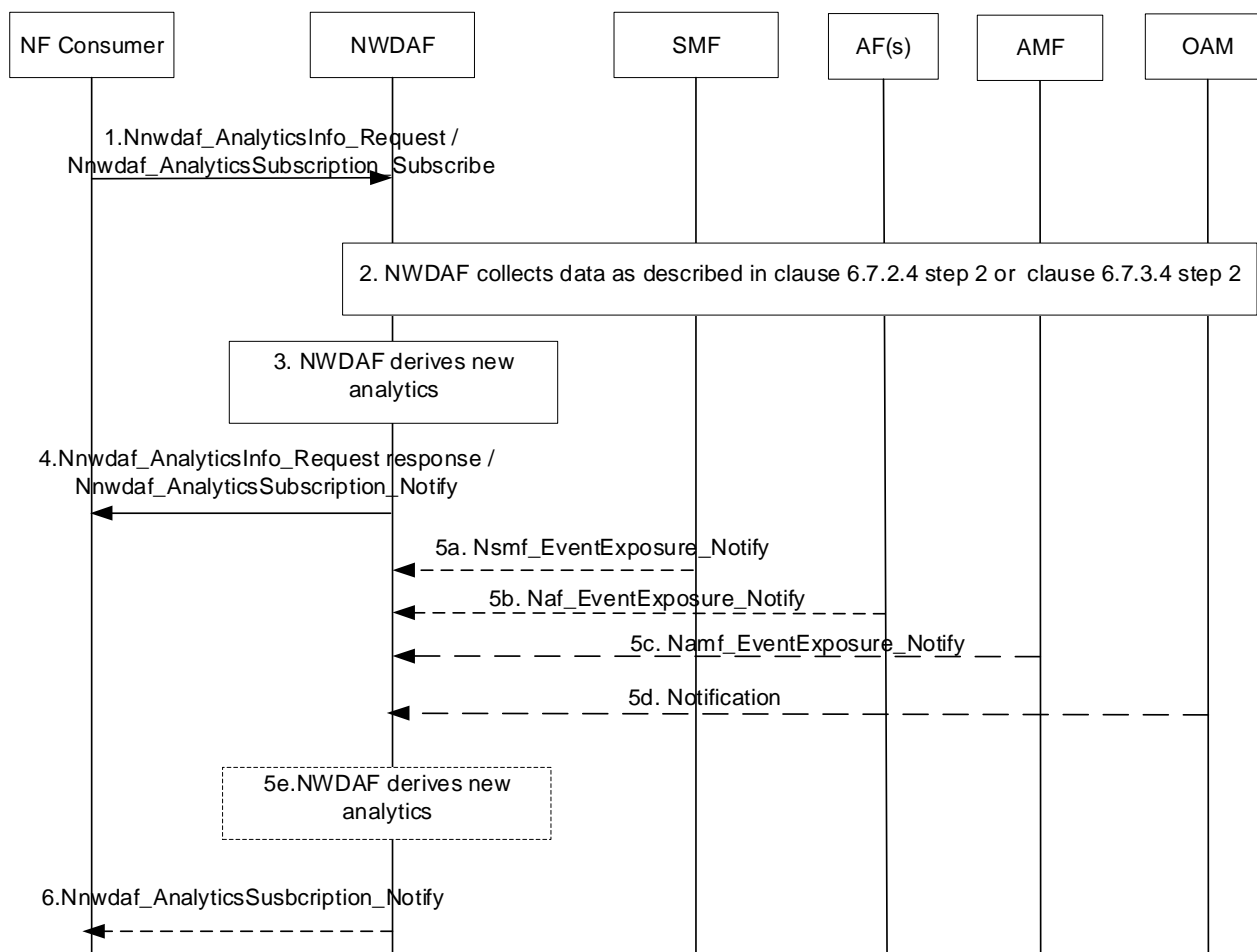 NF Consumer
NWDAF
SMF
AF(s)
AMF
OAM
1.Nnwdaf_AnalyticsInfo_Request /
Nnwdaf_AnalyticsSubscription_Subscribe
2. NWDAF collects data as described in clause 6.7.2.4 step 2 or clause 6.7.3.4 step 2
3. NWDAF derives new
analytics
4.Nnwdaf_AnalyticsInfo_Request response /
Nnwdaf_AnalyticsSubscription_Notify
5a. Nsmf_EventExposure_Notify
5b. Naf_EventExposure_Notify
5c. Namf_EventExposure_Notify
5d. Notification
5e.NWDAF derives new
analytics
6.Nnwdaf_AnalyticsSusbcription_Notify